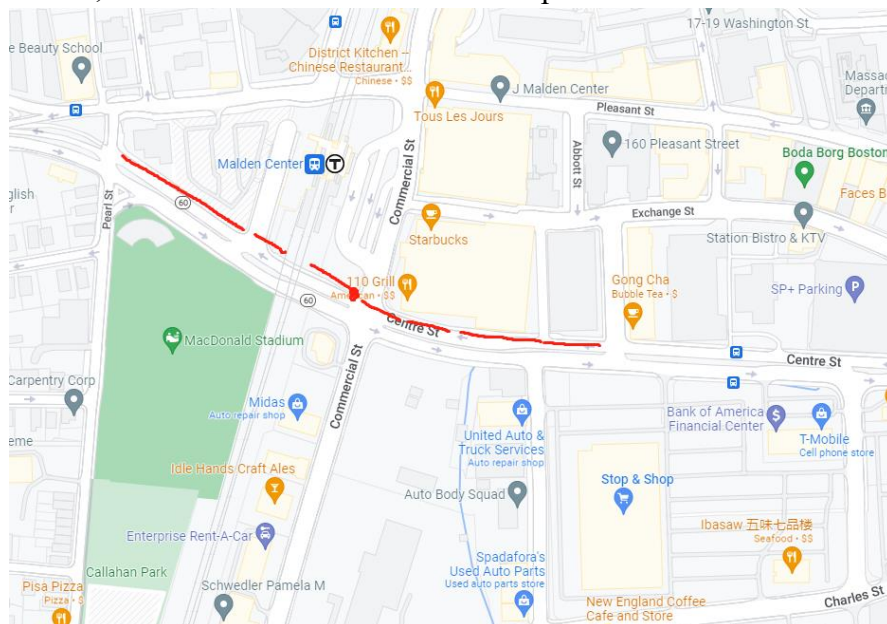 17-19 Washington St
e Beauty School
District Kitchen --
Chinese Restaurant...
Chinese • $$
J Malden Center
Massac
Departm
Pleasant St
Tous Les Jours
Malden Center
T
Commercial St
Abbott St
160 Pleasant Street
Boda Borg Boston
Faces B
nglish
r
Pearl St
60
Exchange St
Starbucks
Station Bistro & KTV
110 Grill
American • $$
Gong Cha
Bubble Tea • $
SP+ Parking
P
60
Centre St
MacDonald Stadium
Centre St
Carpentry Corp
Commercial St
Midas
Auto repair shop
Bank of America
Financial Center
$
T-Mobile
Cell phone store
eme
United Auto &
Truck Services
Auto repair shop
Idle Hands Craft Ales
Stop & Shop
Auto Body Squad
Ibasaw 五味七品楼
Seafood • $$
Enterprise Rent-A-Car
Spadafora's
Used Auto Parts
Used auto parts store
Callahan Park
Pisa Pizza
Pizza • $
Schwedler Pamela M
New England Coffee
Cafe and Store
Charles St